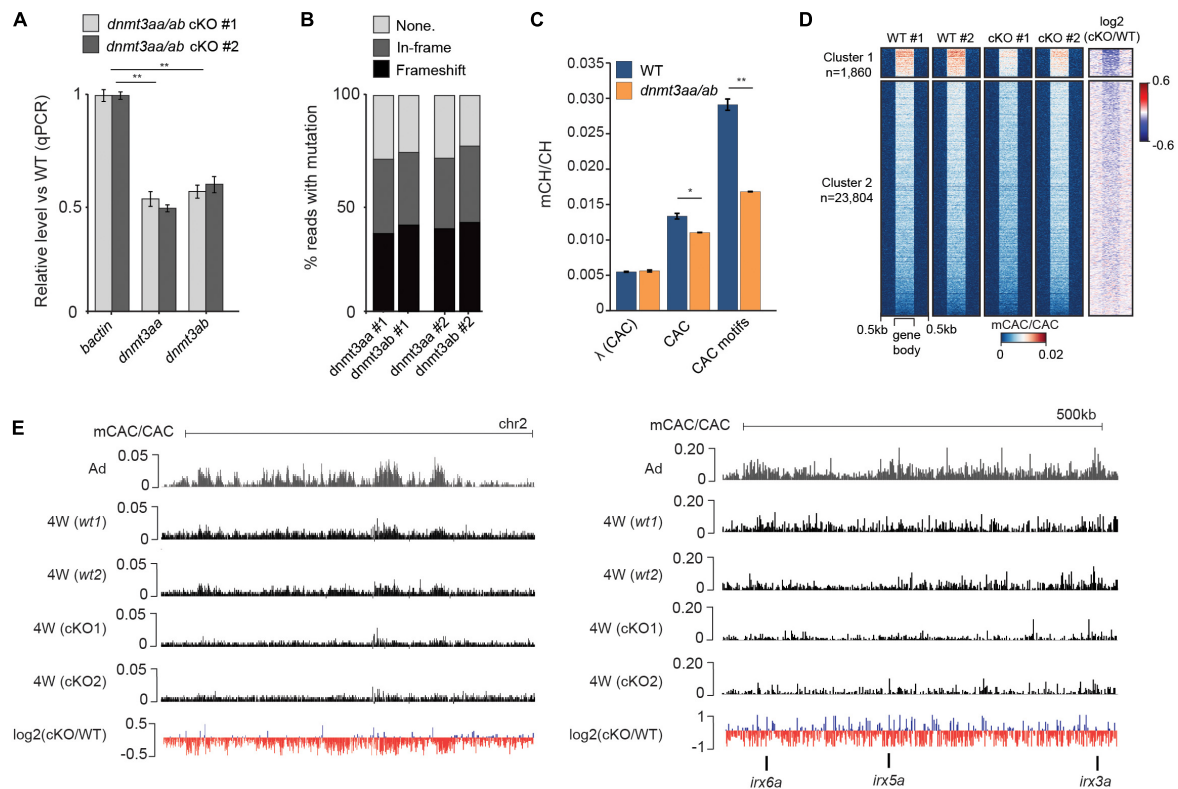 A
dnmt3aa/ab cKO #1
dnmt3aa/ab cKO #2
**
**
Relative level vs WT (qPCR)
1
0.5
0
bactin
dnmt3aa
dnmt3ab
B
None.
In-frame
Frameshift
% reads with mutation
100
50
0
dnmt3aa #1
dnmt3ab #1
dnmt3aa #2
dnmt3ab #2
C
WT
dnmt3aa/ab
mCH/CH
0.035
0.030
0.025
0.020
0.015
0.010
0.005
0
*
**
λ (CAC)
CAC
CAC motifs
D
WT #1
WT #2
cKO #1
cKO #2
log2
(cKO/WT)
Cluster 1
n=1,860
Cluster 2
n=23,804
0.6
-0.6
0.5kb
gene
body
0.5kb
mCAC/CAC
0
0.02
E
mCAC/CAC
chr2
Ad
0.05
0
4W (wt1)
0.05
0
4W (wt2)
0.05
0
4W (cKO1)
0.05
0
4W (cKO2)
0.05
0
log2(cKO/WT)
0.5
-0.5
mCAC/CAC
500kb
Ad
0.20
0
4W (wt1)
0.20
0
4W (wt2)
0.20
0
4W (cKO1)
0.20
0
4W (cKO2)
0.20
0
log2(cKO/WT)
1
-1
irx6a
irx5a
irx3a